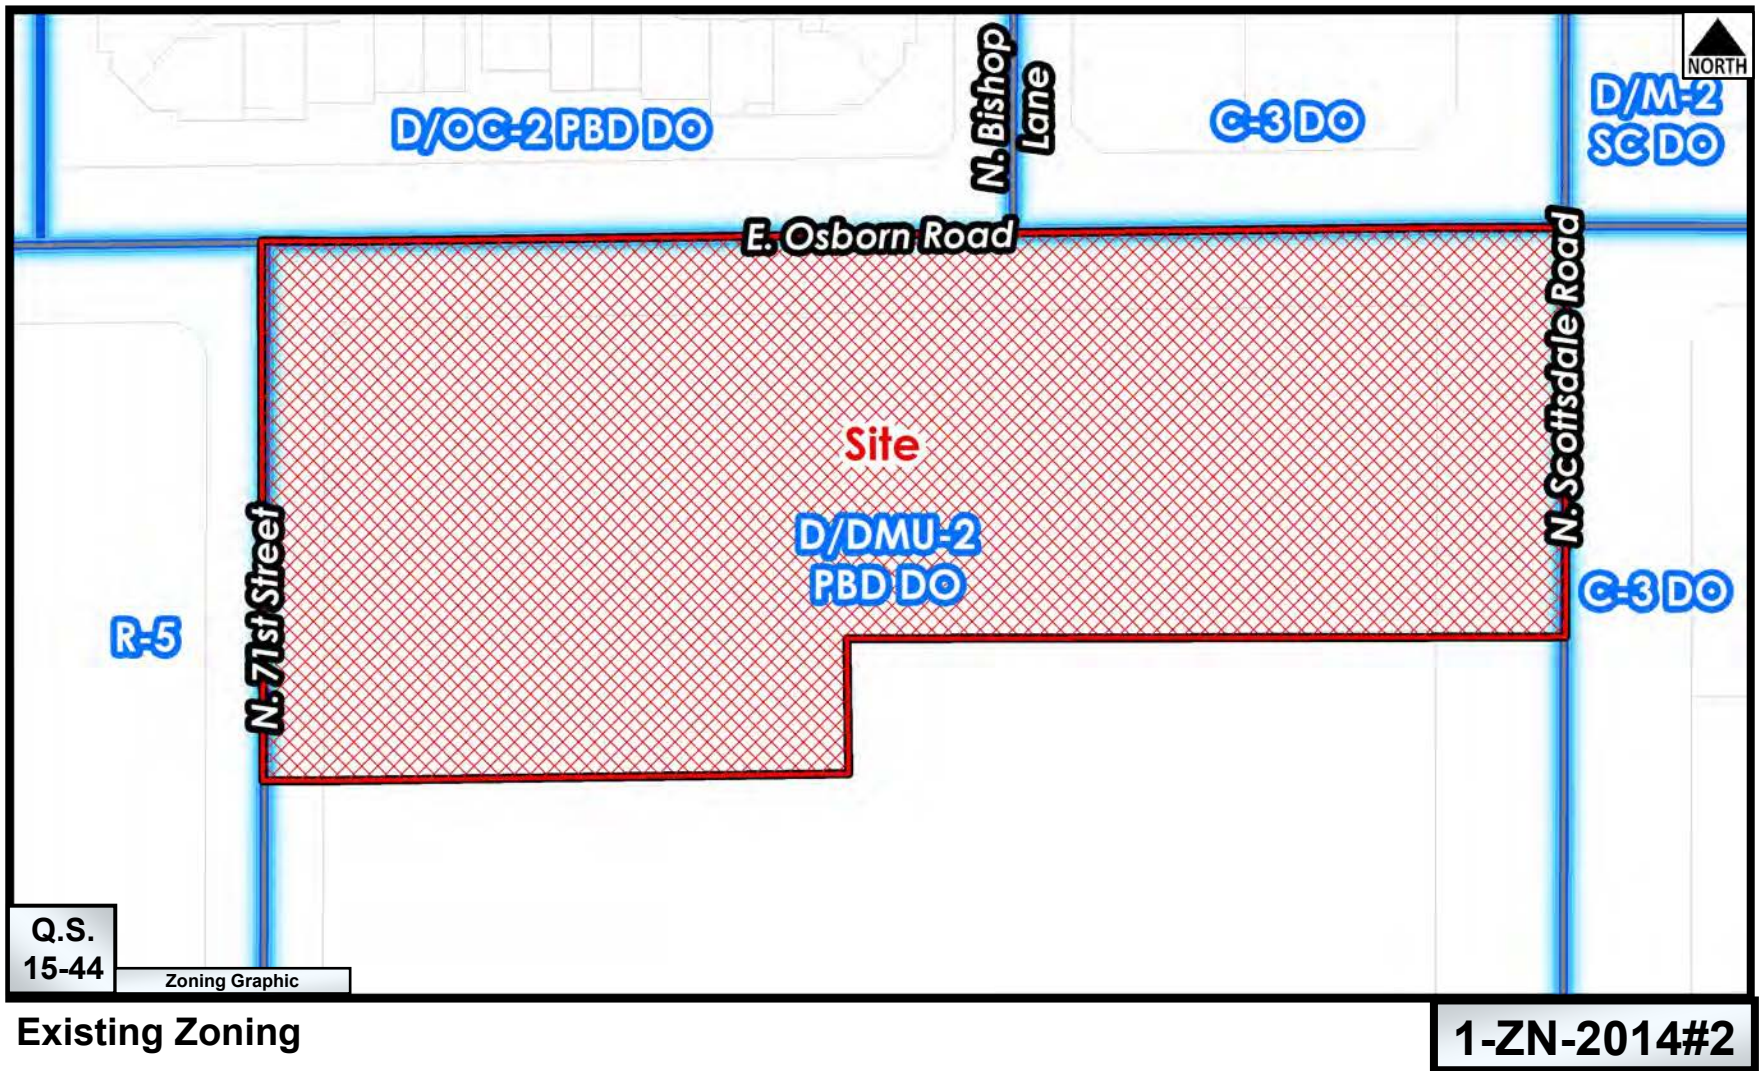 NORTH
N. Bishop
Lane
D/OC-2 PBD DO
C-3 DO
D/M-2
SC DO
E. Osborn Road
N. Scottsdale Road
Site
D/DMU-2
PBD DO
N. 71st Street
R-5
C-3 DO
Q.S.
15-44
Zoning Graphic
Existing Zoning
1-ZN-2014#2